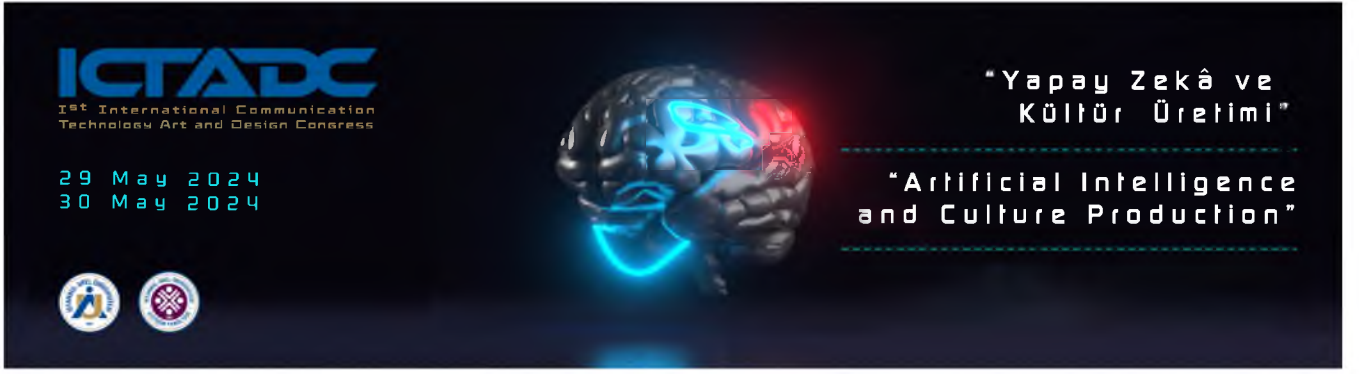 ICTADC
1st International Communication
Technology Art and Design Congress
29 May 2024
30 May 2024
“Yapay Zekâ ve
Kültür Üretimi”
“Artificial Intelligence
and Culture Production”